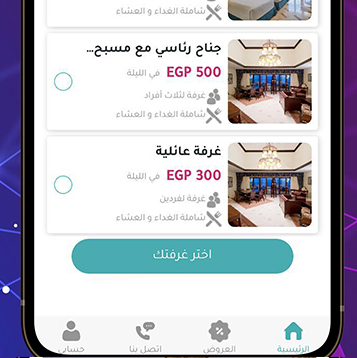 شاملة الغداء و العشاء
جناح رئاسي مع مسبح...
EGP 500 في الليلة
غرفة لثلاث أفراد
شاملة الغداء و العشاء
غرفة عائلية
EGP 300 في الليلة
غرفة لفردين
شاملة الغداء و العشاء
اختر غرفتك
الرئيسية العروض اتصل بنا حسابي